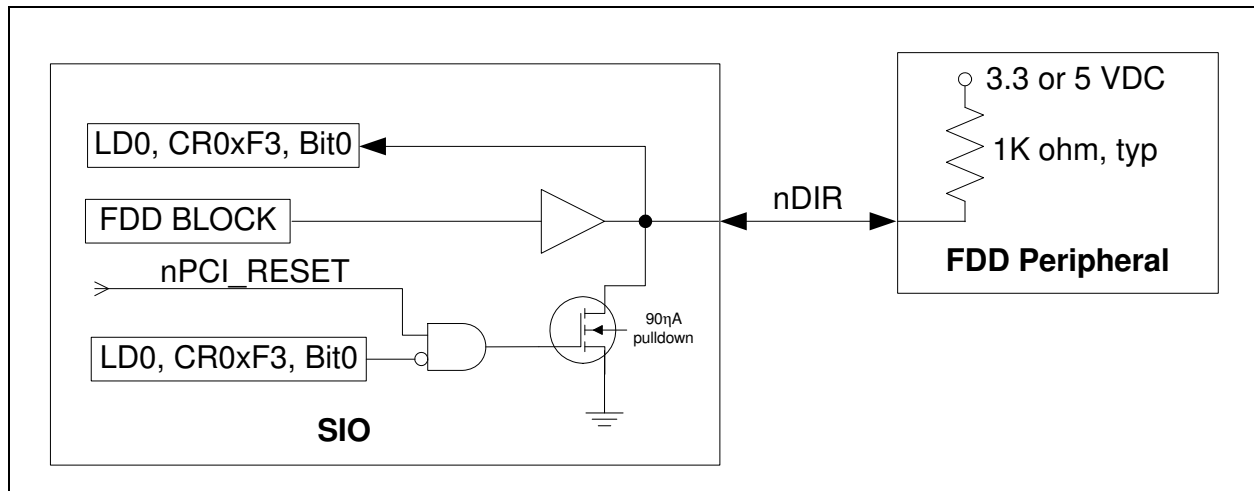 3.3 or 5 VDC
LD0, CR0xF3, Bit0
1K ohm, typ
nDIR
FDD BLOCK
FDD Peripheral
nPCI_RESET
90ηA
pulldown
LD0, CR0xF3, Bit0
SIO